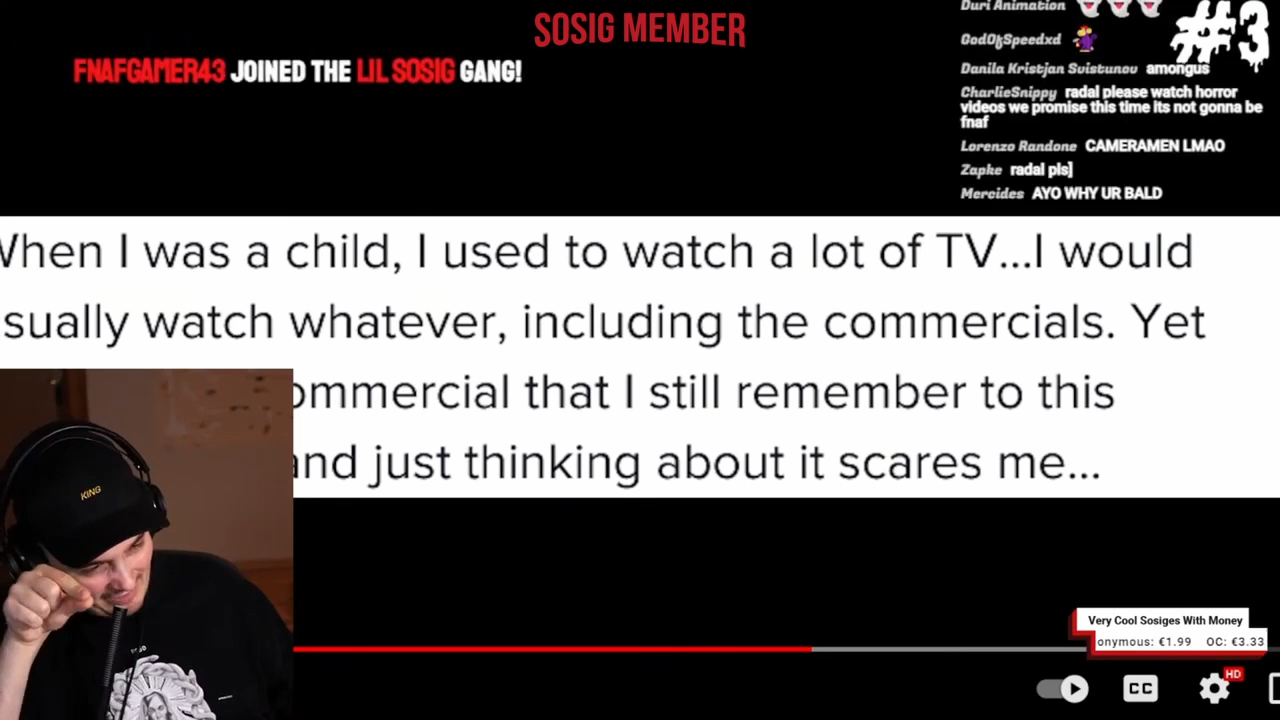 SOSIG MEMBER
FNAFGAMER43 JOINED THE LIL SOSIG GANG!
#3
Duri Animation
GodOfSpeedxd
Danila Kristjan Svistunov amongus
CharlieSnippy radal please watch horror
videos we promise this time its not gonna be
fnaf
Lorenzo Randone CAMERAMEN LMAO
Zapke radal pls]
Mercides AYO WHY UR BALD
When I was a child, I used to watch a lot of TV...I would
sually watch whatever, including the commercials. Yet
ommercial that I still remember to this
and just thinking about it scares me...
KING
Very Cool Sosiges With Money
onymous: €1.99 OC: €3.33
CC
HD